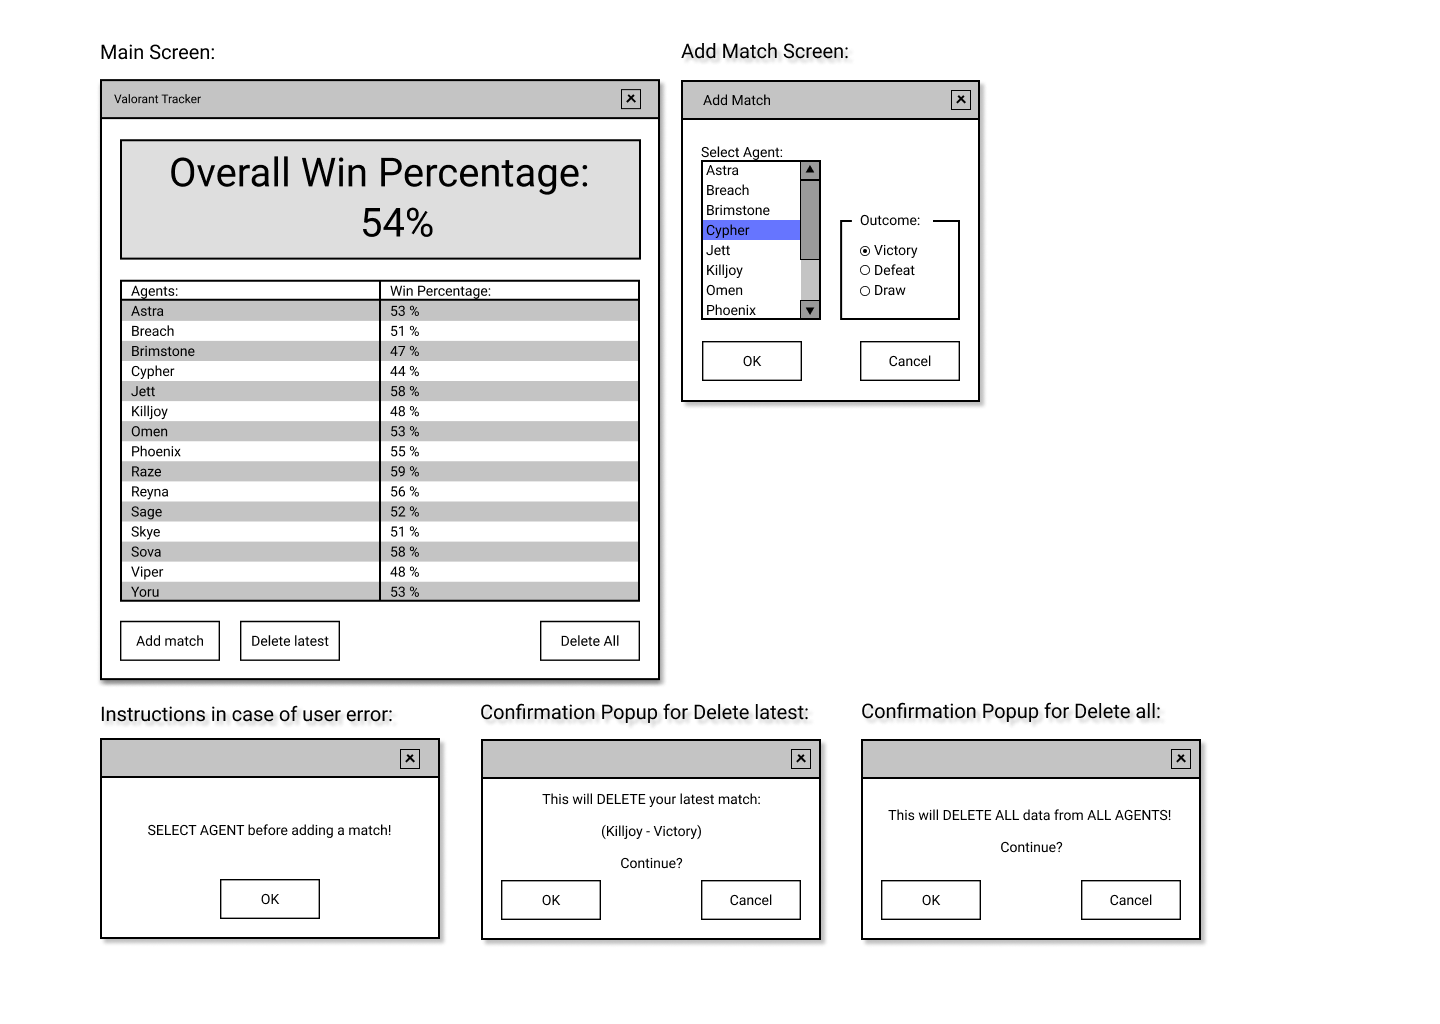 Main Screen:
Valorant Tracker
Overall Win Percentage:
54%
Agents: Win Percentage:
Astra 53 %
Breach 51 %
Brimstone 47 %
Cypher 44 %
Jett 58 %
Killjoy 48 %
Omen 53 %
Phoenix 55 %
Raze 59 %
Reyna 56 %
Sage 52 %
Skye 51 %
Sova 58 %
Viper 48 %
Yoru 53 %
Add match Delete latest Delete All
Add Match Screen:
Add Match
Select Agent:
Astra
Breach
Brimstone
Cypher
Jett
Killjoy
Omen
Phoenix
Outcome:
Victory
Defeat
Draw
OK Cancel
Instructions in case of user error:
SELECT AGENT before adding a match!
OK
Confirmation Popup for Delete latest:
This will DELETE your latest match:
(Killjoy - Victory)
Continue?
OK Cancel
Confirmation Popup for Delete all:
This will DELETE ALL data from ALL AGENTS!
Continue?
OK Cancel